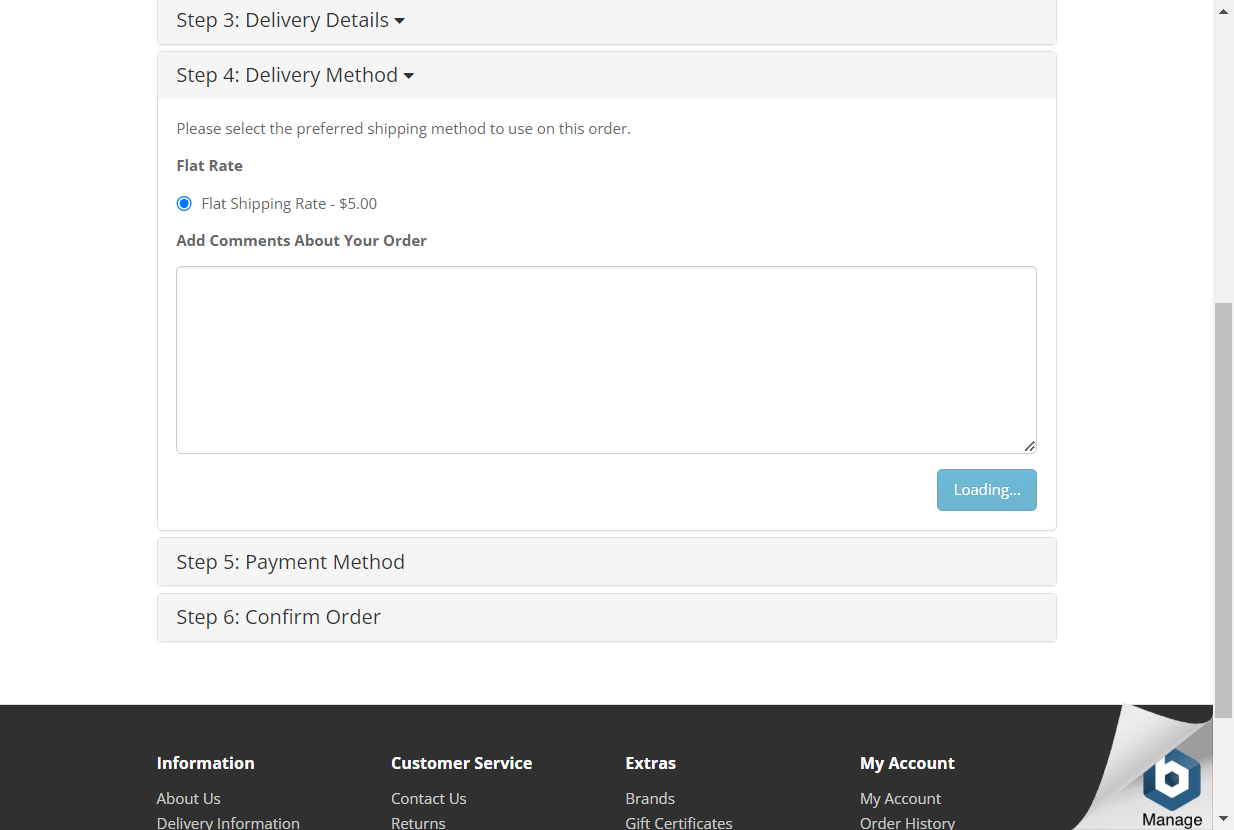 Step 3: Delivery Details
Step 4: Delivery Method
Please select the preferred shipping method to use on this order.
Flat Rate
Flat Shipping Rate - $5.00
Add Comments About Your Order
Loading...
Step 5: Payment Method
Step 6: Confirm Order
Information
Customer Service
Extras
My Account
About Us
Contact Us
Brands
My Account
Delivery Information
Returns
Gift Certificates
Order History
b
Manage